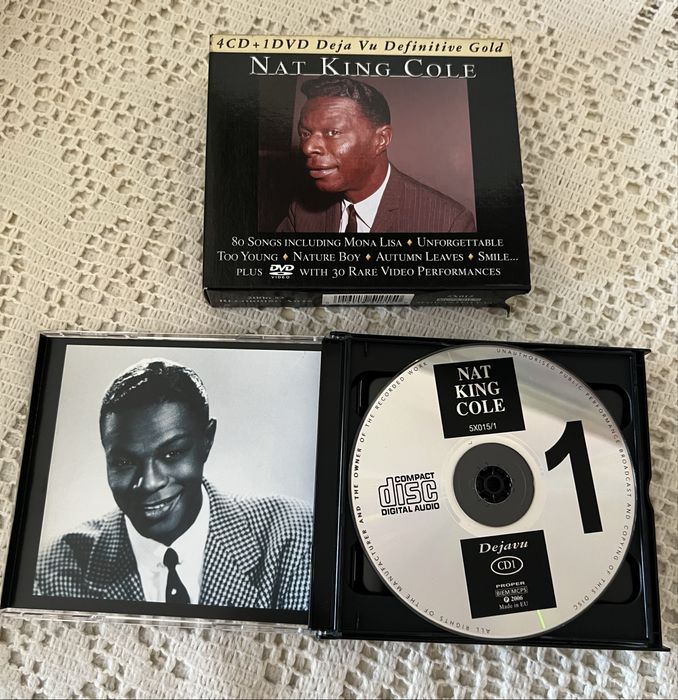 4CD+1DVD Deja Vu Definitive Gold
NAT KING COLE
80 SONGS INCLUDING MONA LISA ♦ UNFORGETTABLE
TOO YOUNG ♦ NATURE BOY ♦ AUTUMN LEAVES ♦ SMILE...
PLUS DVD VIDEO WITH 30 RARE VIDEO PERFORMANCES
NAT
KING
COLE
5X015/1
1
COMPACT
disc
DIGITAL AUDIO
Dejavu
CD1
PROPER
BIEM/MCPS
℗ 2006
Made in EU
ALL RIGHTS OF THE MANUFACTURER AND THE OWNER OF THE RECORDED WORK
UNAUTHORISED PUBLIC PERFORMANCE BROADCAST AND COPYING OF THIS DISC